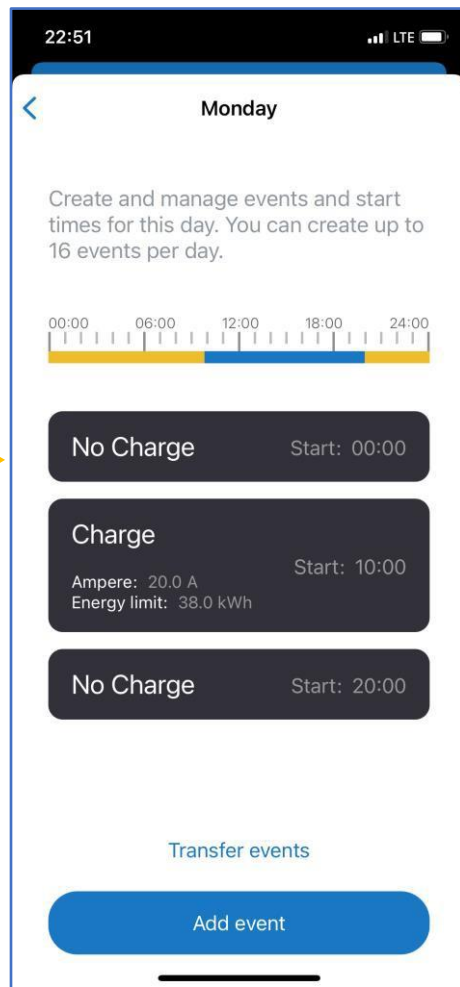 22:51 LTE
Monday
Create and manage events and start
times for this day. You can create up to
16 events per day.
00:00 06:00 12:00 18:00 24:00
No Charge Start: 00:00
Charge
Start: 10:00
Ampere: 20.0 A
Energy limit: 38.0 kWh
No Charge Start: 20:00
Transfer events
Add event